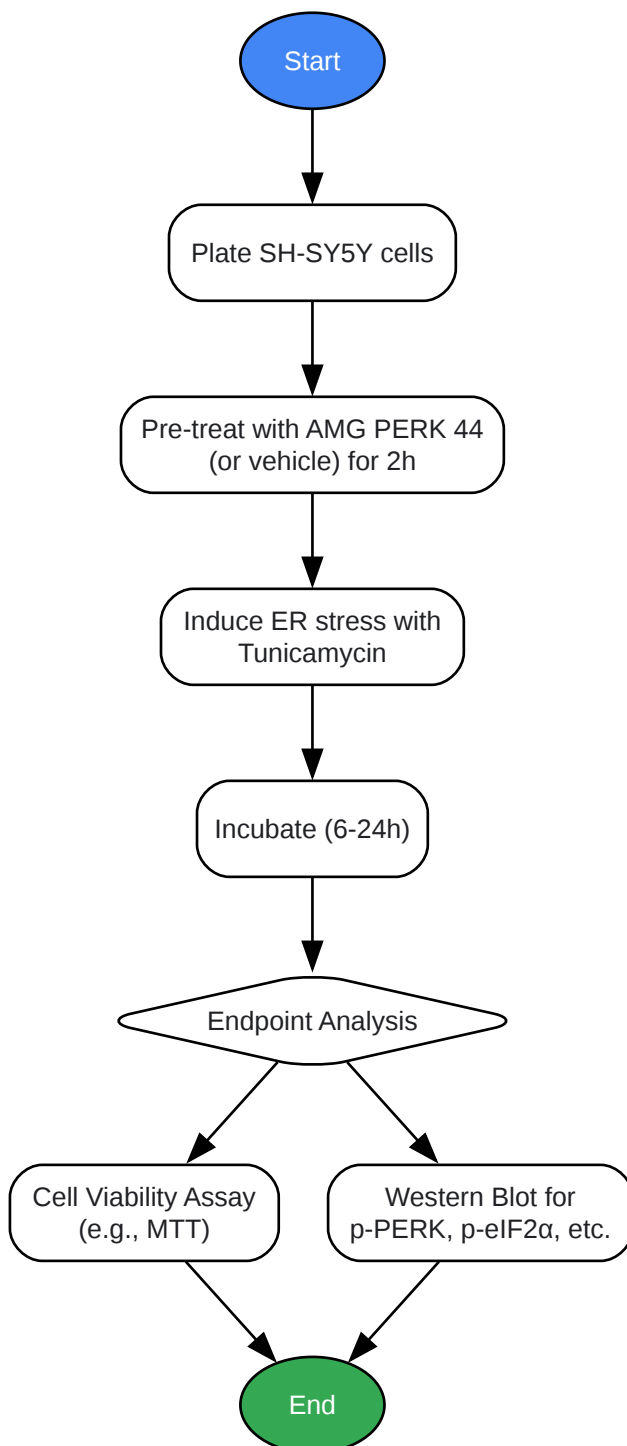 Start
Plate SH-SY5Y cells
Pre-treat with AMG PERK 44
(or vehicle) for 2h
Induce ER stress with
Tunicamycin
Incubate (6-24h)
Endpoint Analysis
Cell Viability Assay
(e.g., MTT)
Western Blot for
p-PERK, p-eIF2α, etc.
End